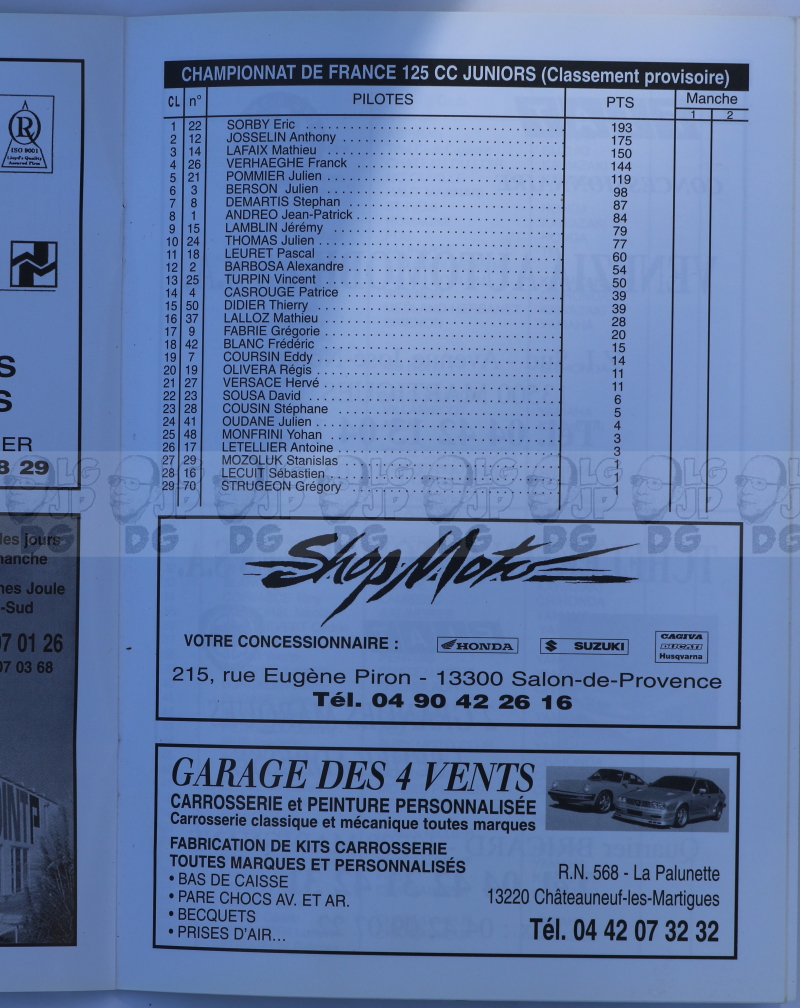 CHAMPIONNAT DE FRANCE 125 CC JUNIORS (Classement provisoire)
CL n° PILOTES PTS Manche
1 2
1 22 SORBY Eric 193
2 12 JOSSELIN Anthony 175
3 14 LAFAIX Mathieu 150
4 26 VERHAEGHE Franck 144
5 21 POMMIER Julien 119
6 3 BERSON Julien 98
7 8 DEMARTIS Stephan 87
8 1 ANDREO Jean-Patrick 84
9 15 LAMBLIN Jérémy 79
10 24 THOMAS Julien 77
11 18 LEURET Pascal 60
12 2 BARBOSA Alexandre 54
13 25 TURPIN Vincent 50
14 4 CASROUGE Patrice 39
15 50 DIDIER Thierry 39
16 37 LALLOZ Mathieu 28
17 9 FABRIE Grégorie 20
18 42 BLANC Frédéric 15
19 7 COURSIN Eddy 14
20 19 OLIVERA Régis 11
21 27 VERSACE Hervé 11
22 23 SOUSA David 6
23 28 COUSIN Stéphane 5
24 41 OUDANE Julien 4
25 48 MONFRINI Yohan 3
26 17 LETELLIER Antoine 3
27 29 MOZOLUK Stanislas 1
28 16 LECUIT Sébastien 1
29 70 STRUGEON Grégory 1
Shop Moto
VOTRE CONCESSIONNAIRE : HONDA SUZUKI CAGIVA DUCATI Husqvarna
215, rue Eugène Piron - 13300 Salon-de-Provence
Tél. 04 90 42 26 16
GARAGE DES 4 VENTS
CARROSSERIE et PEINTURE PERSONNALISÉE
Carrosserie classique et mécanique toutes marques
FABRICATION DE KITS CARROSSERIE
TOUTES MARQUES ET PERSONNALISÉS
• BAS DE CAISSE
• PARE CHOCS AV. ET AR.
• BECQUETS
• PRISES D'AIR...
R.N. 568 - La Palunette
13220 Châteauneuf-les-Martigues
Tél. 04 42 07 32 32
R
ISO 9001
S
S
ER
8 29
les jours
manche
nes Joule
-Sud
07 01 26
07 03 68
LG JP DG